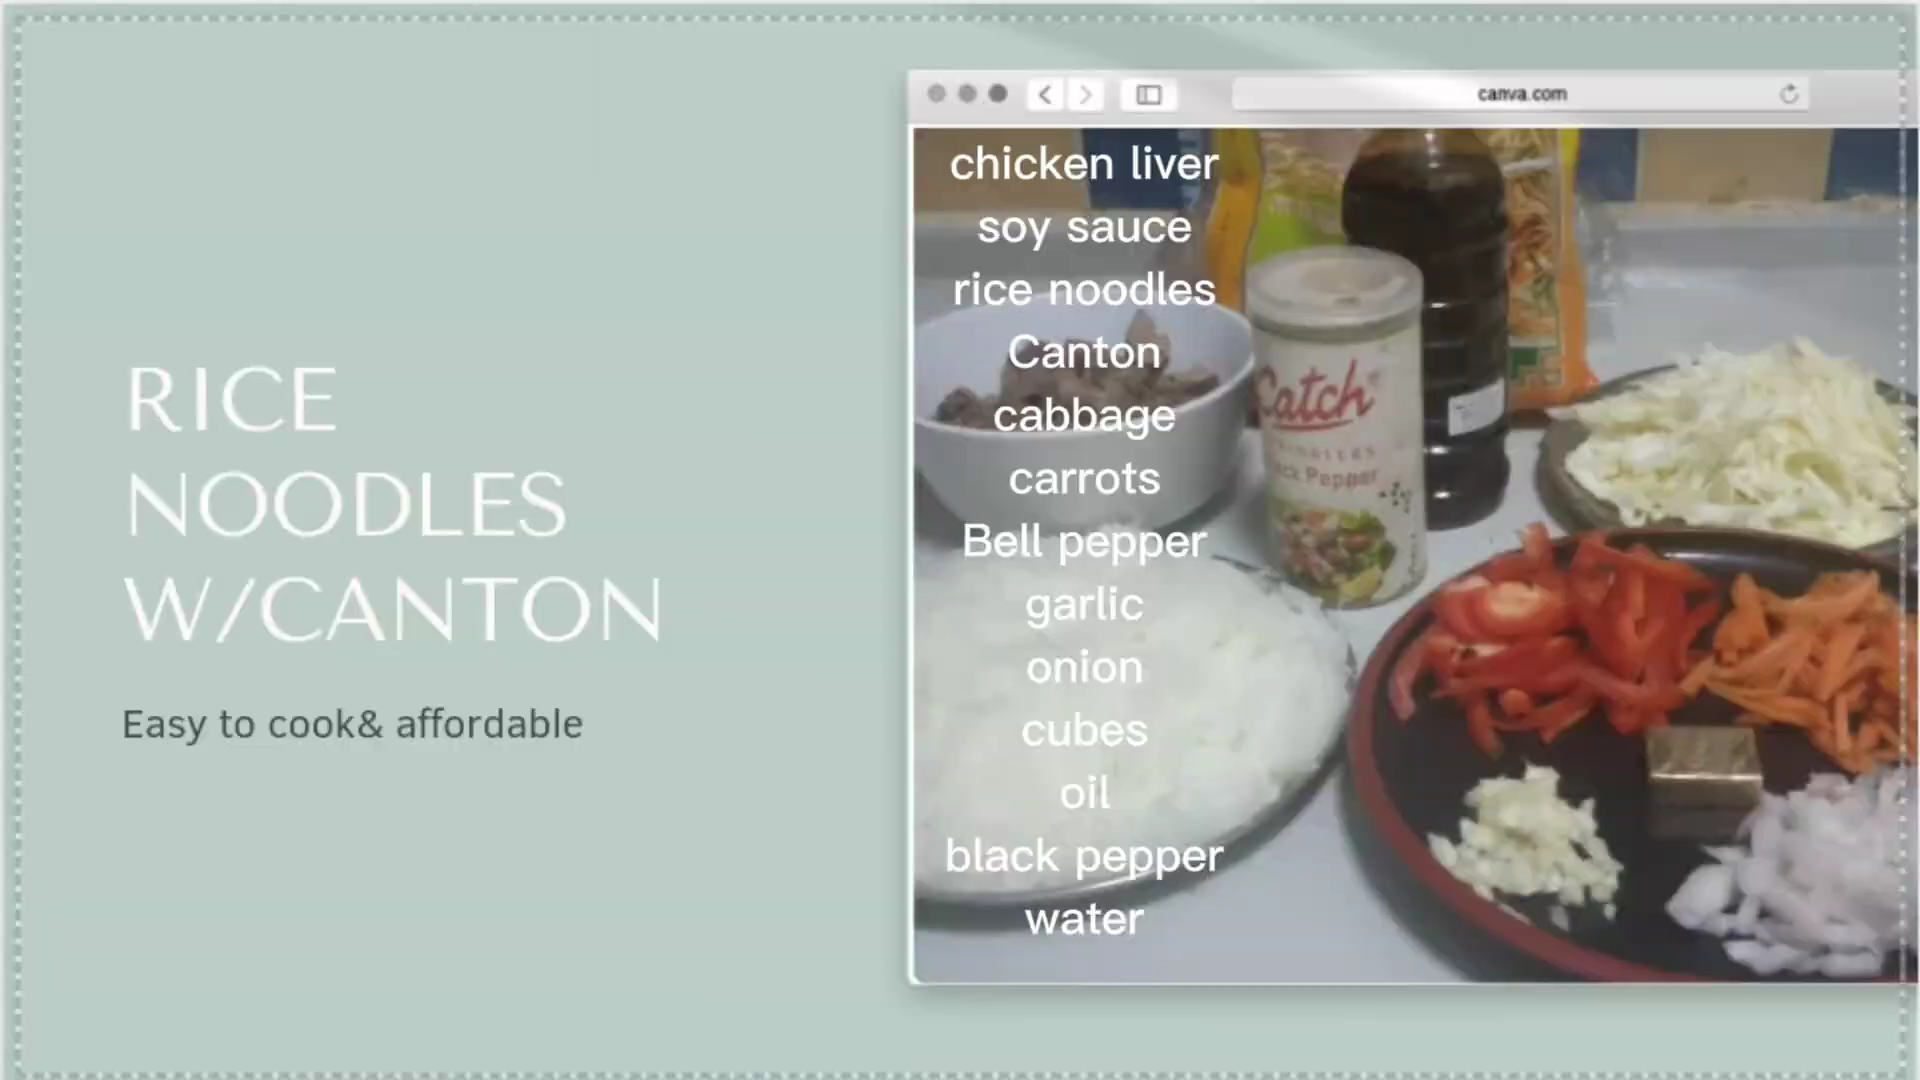 RICE
NOODLES
W/CANTON
Easy to cook& affordable
canva.com
chicken liver
soy sauce
rice noodles
Canton
cabbage
carrots
Bell pepper
garlic
onion
cubes
oil
black pepper
water
Catch
Pepper